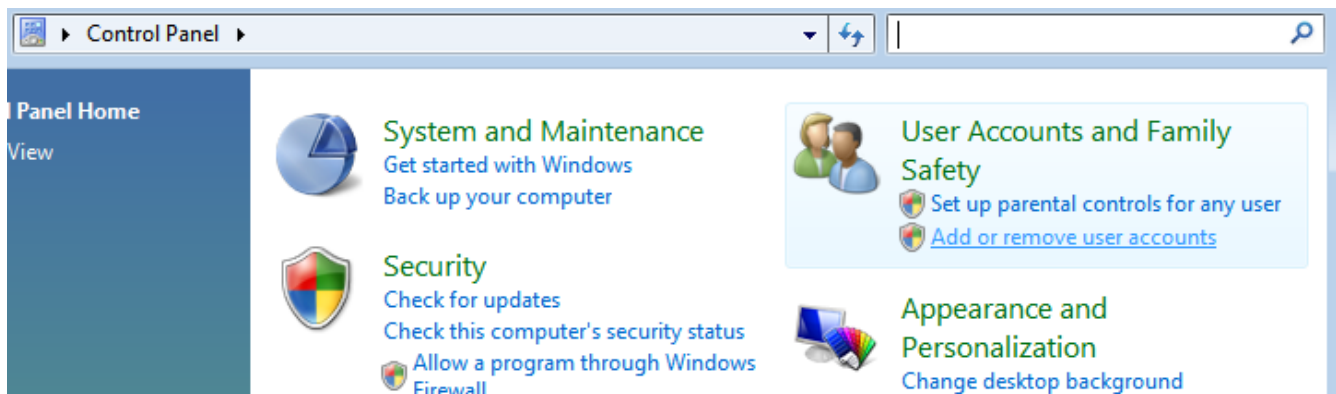 Control Panel
l Panel Home
View
System and Maintenance
Get started with Windows
Back up your computer
Security
Check for updates
Check this computer's security status
Allow a program through Windows
Firewall
User Accounts and Family
Safety
Set up parental controls for any user
Add or remove user accounts
Appearance and
Personalization
Change desktop background